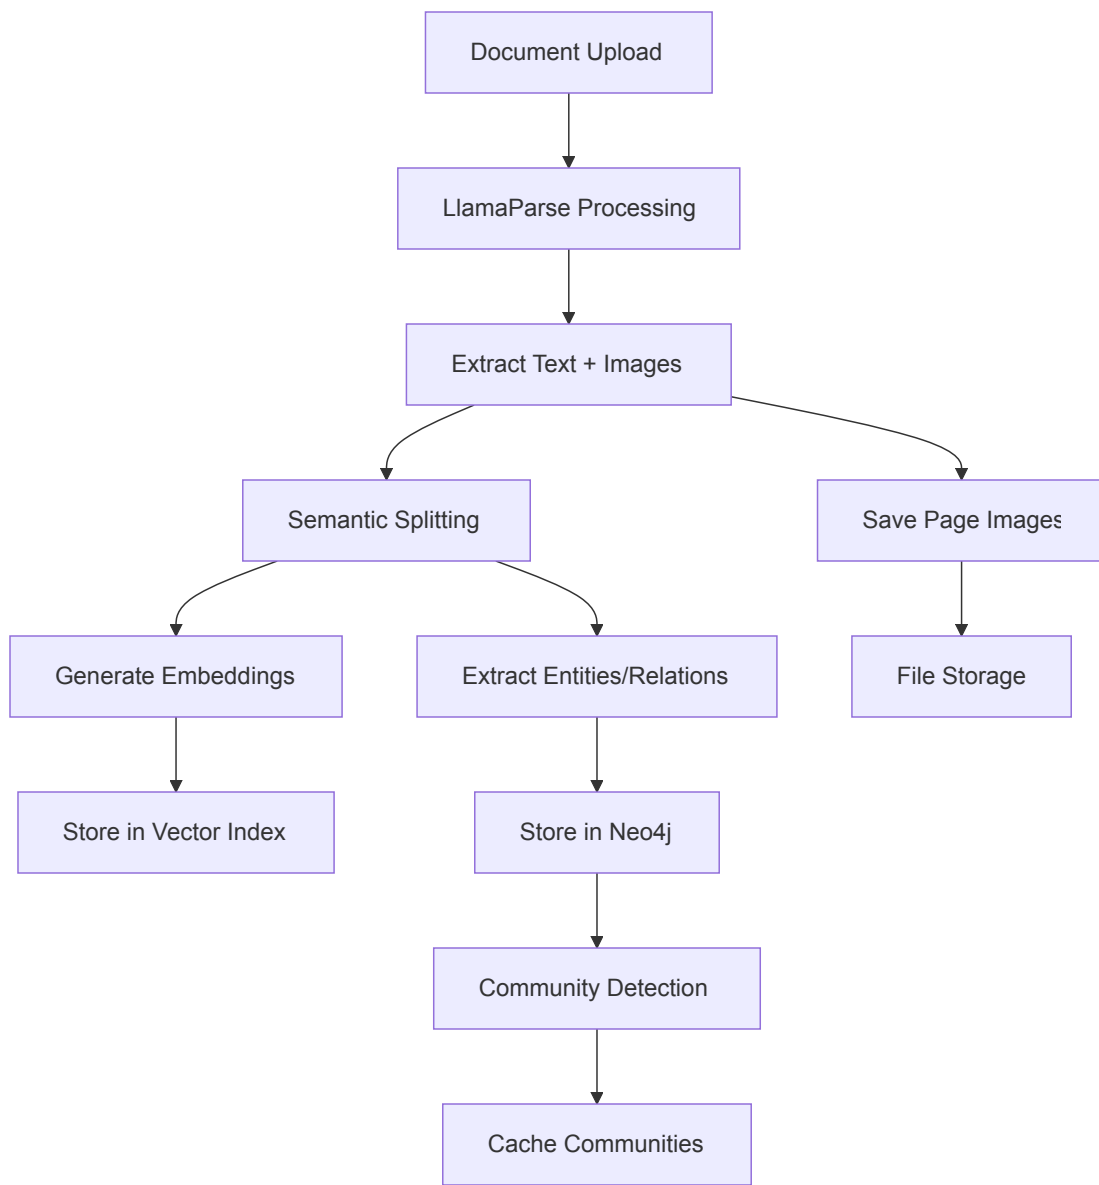 Document Upload
LlamaParse Processing
Extract Text + Images
Semantic Splitting
Save Page Images
Generate Embeddings
Extract Entities/Relations
File Storage
Store in Vector Index
Store in Neo4j
Community Detection
Cache Communities